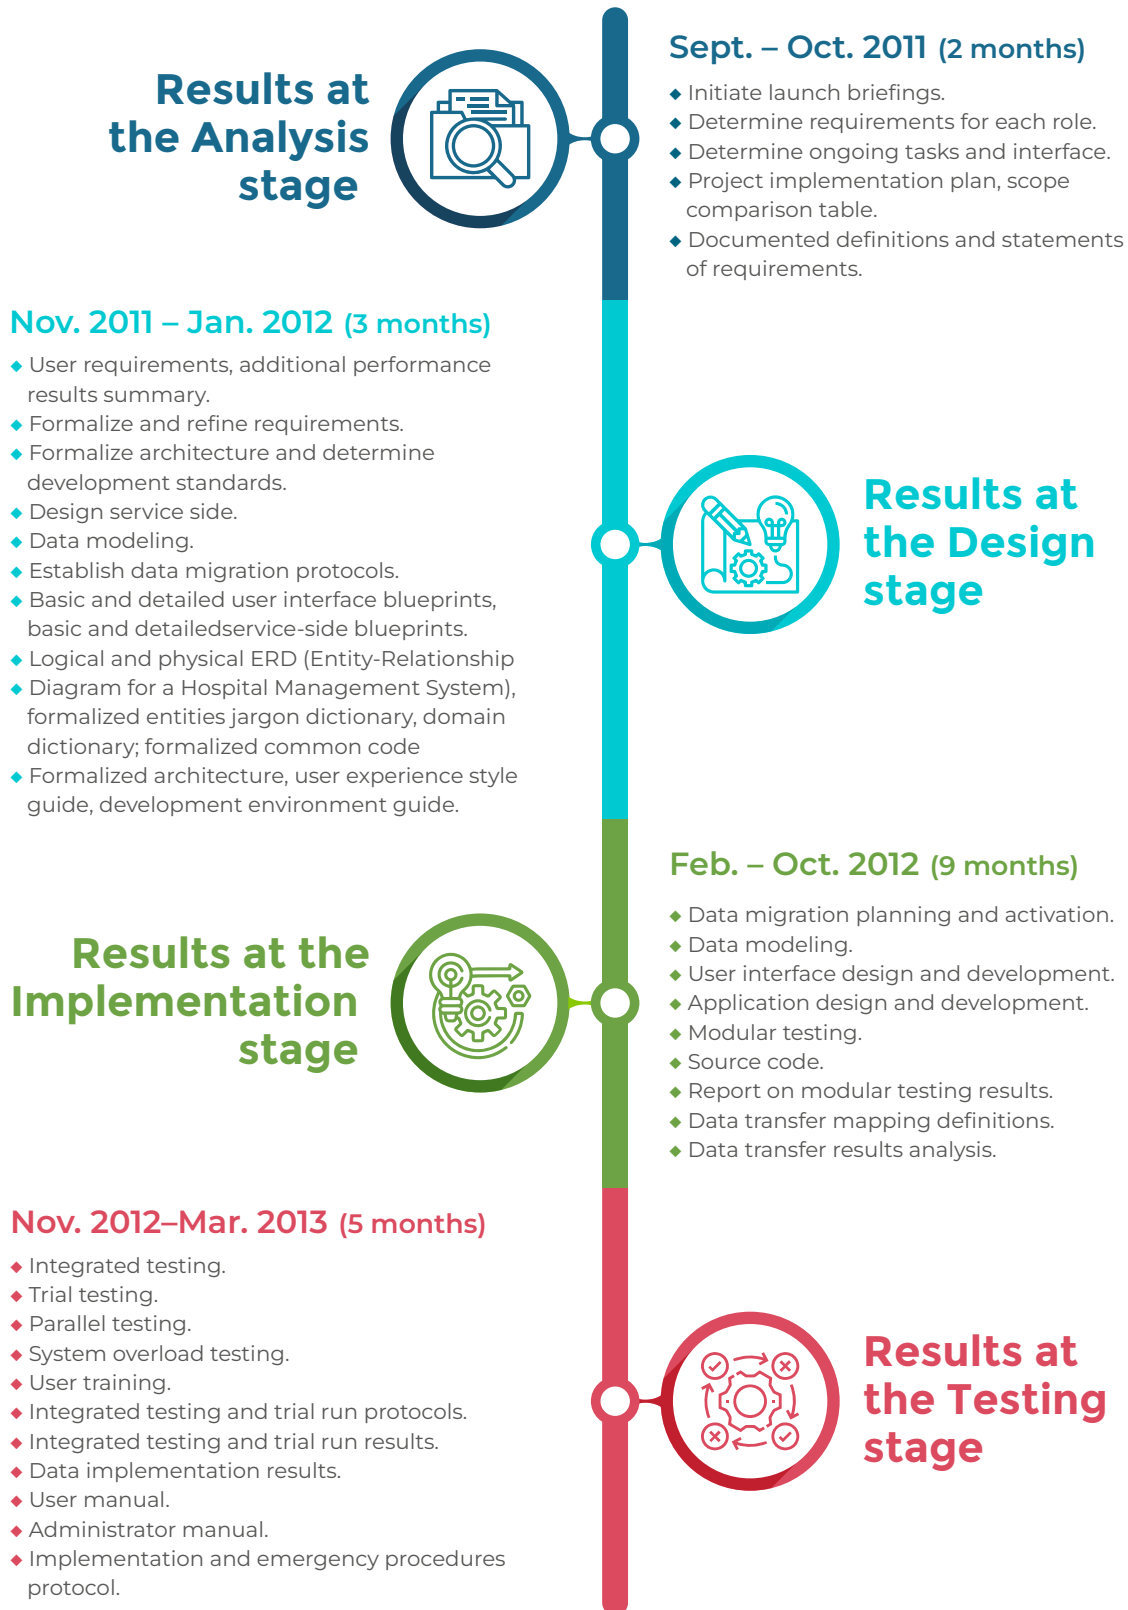 Results at
the Analysis
stage
Sept. – Oct. 2011 (2 months)
◆ Initiate launch briefings.
◆ Determine requirements for each role.
◆ Determine ongoing tasks and interface.
◆ Project implementation plan, scope
comparison table.
◆ Documented definitions and statements
of requirements.
Nov. 2011 – Jan. 2012 (3 months)
◆ User requirements, additional performance
results summary.
◆ Formalize and refine requirements.
◆ Formalize architecture and determine
development standards.
◆ Design service side.
◆ Data modeling.
◆ Establish data migration protocols.
◆ Basic and detailed user interface blueprints,
basic and detailedservice-side blueprints.
◆ Logical and physical ERD (Entity-Relationship
◆ Diagram for a Hospital Management System),
formalized entities jargon dictionary, domain
dictionary; formalized common code
◆ Formalized architecture, user experience style
guide, development environment guide.
Results at
the Design
stage
Results at the
Implementation
stage
Feb. – Oct. 2012 (9 months)
◆ Data migration planning and activation.
◆ Data modeling.
◆ User interface design and development.
◆ Application design and development.
◆ Modular testing.
◆ Source code.
◆ Report on modular testing results.
◆ Data transfer mapping definitions.
◆ Data transfer results analysis.
Nov. 2012–Mar. 2013 (5 months)
◆ Integrated testing.
◆ Trial testing.
◆ Parallel testing.
◆ System overload testing.
◆ User training.
◆ Integrated testing and trial run protocols.
◆ Integrated testing and trial run results.
◆ Data implementation results.
◆ User manual.
◆ Administrator manual.
◆ Implementation and emergency procedures
protocol.
Results at
the Testing
stage